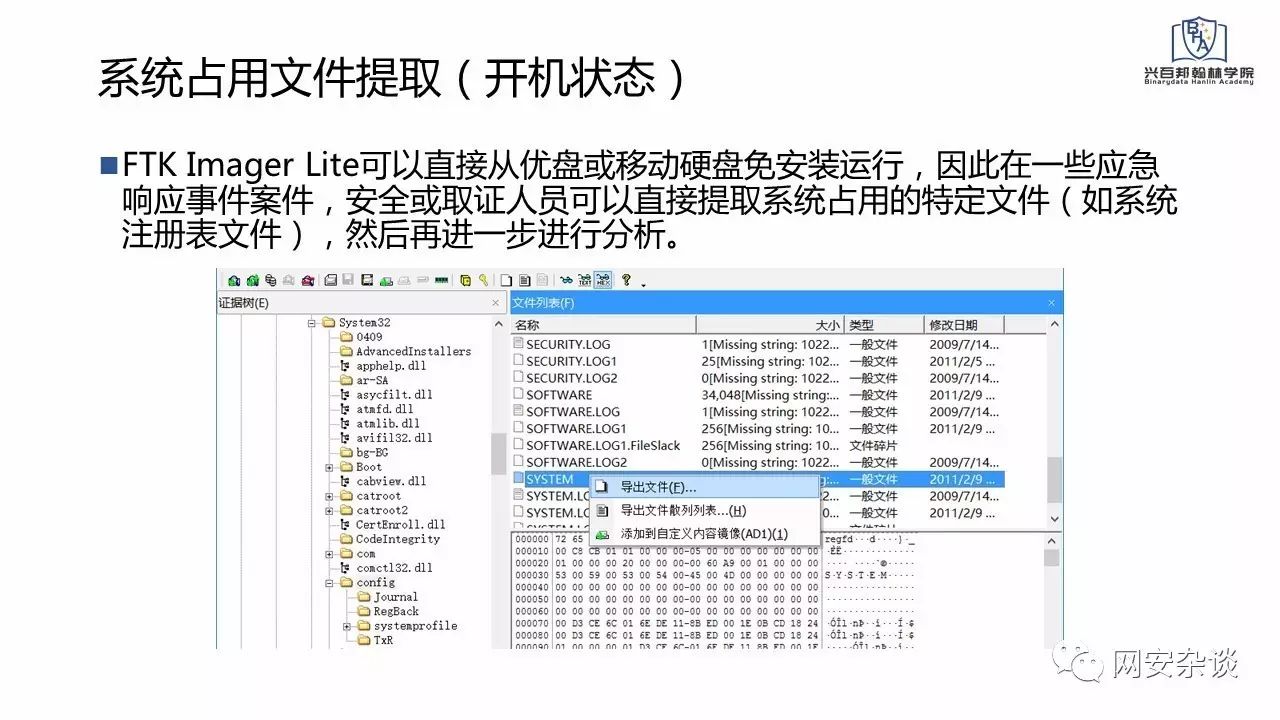 系统占用文件提取（开机状态）
兴百邦翰林学院
Binarydata Hanlin Academy
■FTK Imager Lite可以直接从优盘或移动硬盘免安装运行，因此在一些应急
响应事件案件，安全或取证人员可以直接提取系统占用的特定文件（如系统
注册表文件），然后再进一步进行分析。
证据树(E)
System32
0409
AdvancedInstallers
apphelp.dll
ar-SA
asycfilt.dll
atmfd.dll
atmlib.dll
avifil32.dll
bg-BG
Boot
cabview.dll
catroot
catroot2
CertEnroll.dll
CodeIntegrity
com
comctl32.dll
config
Journal
RegBack
systemprofile
TxR
文件列表(F)
名称 大小 类型 修改日期
SECURITY.LOG 1[Missing string: 1022... 一般文件 2009/7/14...
SECURITY.LOG1 25[Missing string: 102... 一般文件 2011/2/5 ...
SECURITY.LOG2 0[Missing string: 1022... 一般文件 2009/7/14...
SOFTWARE 34,048[Missing string:... 一般文件 2011/2/9 ...
SOFTWARE.LOG 1[Missing string: 1022... 一般文件 2009/7/14...
SOFTWARE.LOG1 256[Missing string: 10... 一般文件 2011/2/9 ...
SOFTWARE.LOG1.FileSlack 256[Missing string: 10... 文件碎片
SOFTWARE.LOG2 0[Missing string: 1022... 一般文件 2009/7/14...
SYSTEM 一般文件 2011/2/9 ...
SYSTEM.LO 1022... 一般文件 2009/7/14...
SYSTEM.LO 10... 一般文件 2011/2/9 ...
导出文件(F)...
导出文件散列列表...(H)
添加到自定义内容镜像(AD1)(1)
000000 72 65 regfd
000010 00 C8 CB 01 01 00 00 00-05 00 00 00 00 00 00 00 ·ÈË
000020 01 00 00 00 20 00 00 00-00 60 A9 00 01 00 00 00
000030 53 00 59 00 53 00 54 00-45 00 4D 00 00 00 00 00 S·Y·S·T·E·M
000040 00 00 00 00 00 00 00 00-00 00 00 00 00 00 00 00
000050 00 00 00 00 00 00 00 00-00 00 00 00 00 00 00 00
000060 00 00 00 00 00 00 00 00-00 00 00 00 00 00 00 00
000070 00 D3 CE 6C 01 6E DE 11-8B ED 00 1E 0B CD 18 24
000080 00 D3 CE 6C 01 6E DE 11-8B ED 00 1E 0B CD 18 24
000090 01 00 00 00 01 D3 CE 6C-01 6E DE 11 8B ED 00 1E
网安杂谈